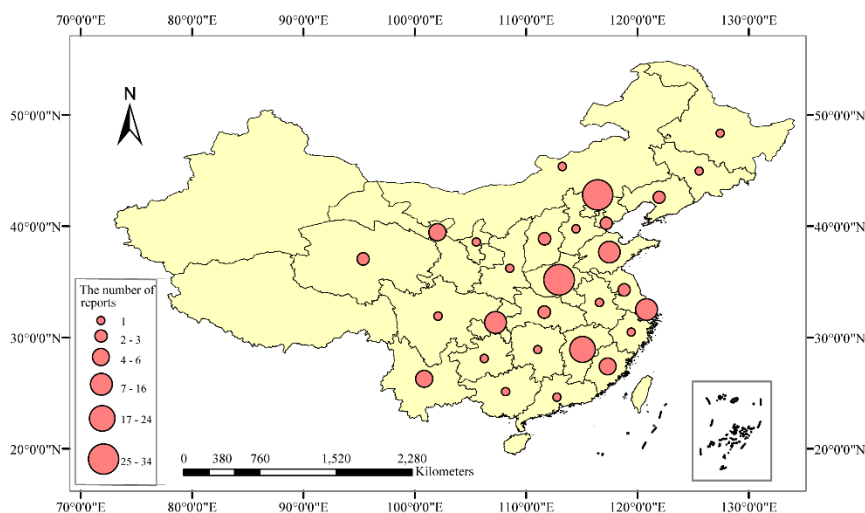 70°0'0"E 80°0'0"E 90°0'0"E 100°0'0"E 110°0'0"E 120°0'0"E 130°0'0"E
N
50°0'0"N 50°0'0"N
40°0'0"N 40°0'0"N
30°0'0"N 30°0'0"N
20°0'0"N 20°0'0"N
The number of
reports
1
2 - 3
4 - 6
7 - 16
17 - 24
25 - 34
0 380 760 1,520 2,280
Kilometers
70°0'0"E 80°0'0"E 90°0'0"E 100°0'0"E 110°0'0"E 120°0'0"E 130°0'0"E